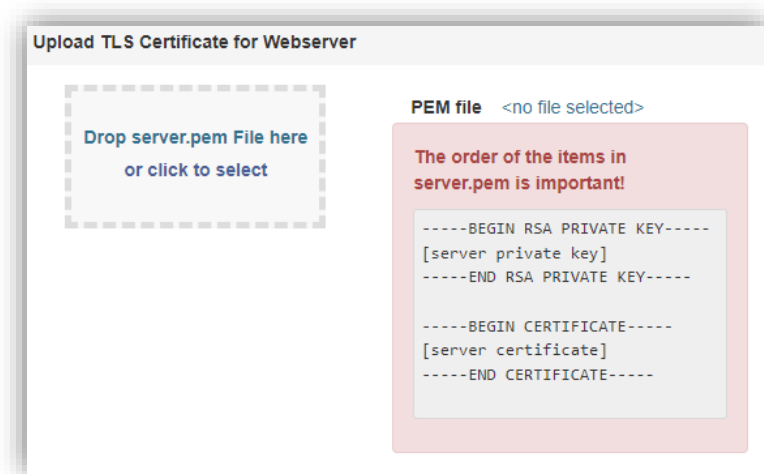 Upload TLS Certificate for Webserver
Drop server.pem File here
or click to select
PEM file <no file selected>
The order of the items in
server.pem is important!
-----BEGIN RSA PRIVATE KEY-----
[server private key]
-----END RSA PRIVATE KEY-----
-----BEGIN CERTIFICATE-----
[server certificate]
-----END CERTIFICATE-----